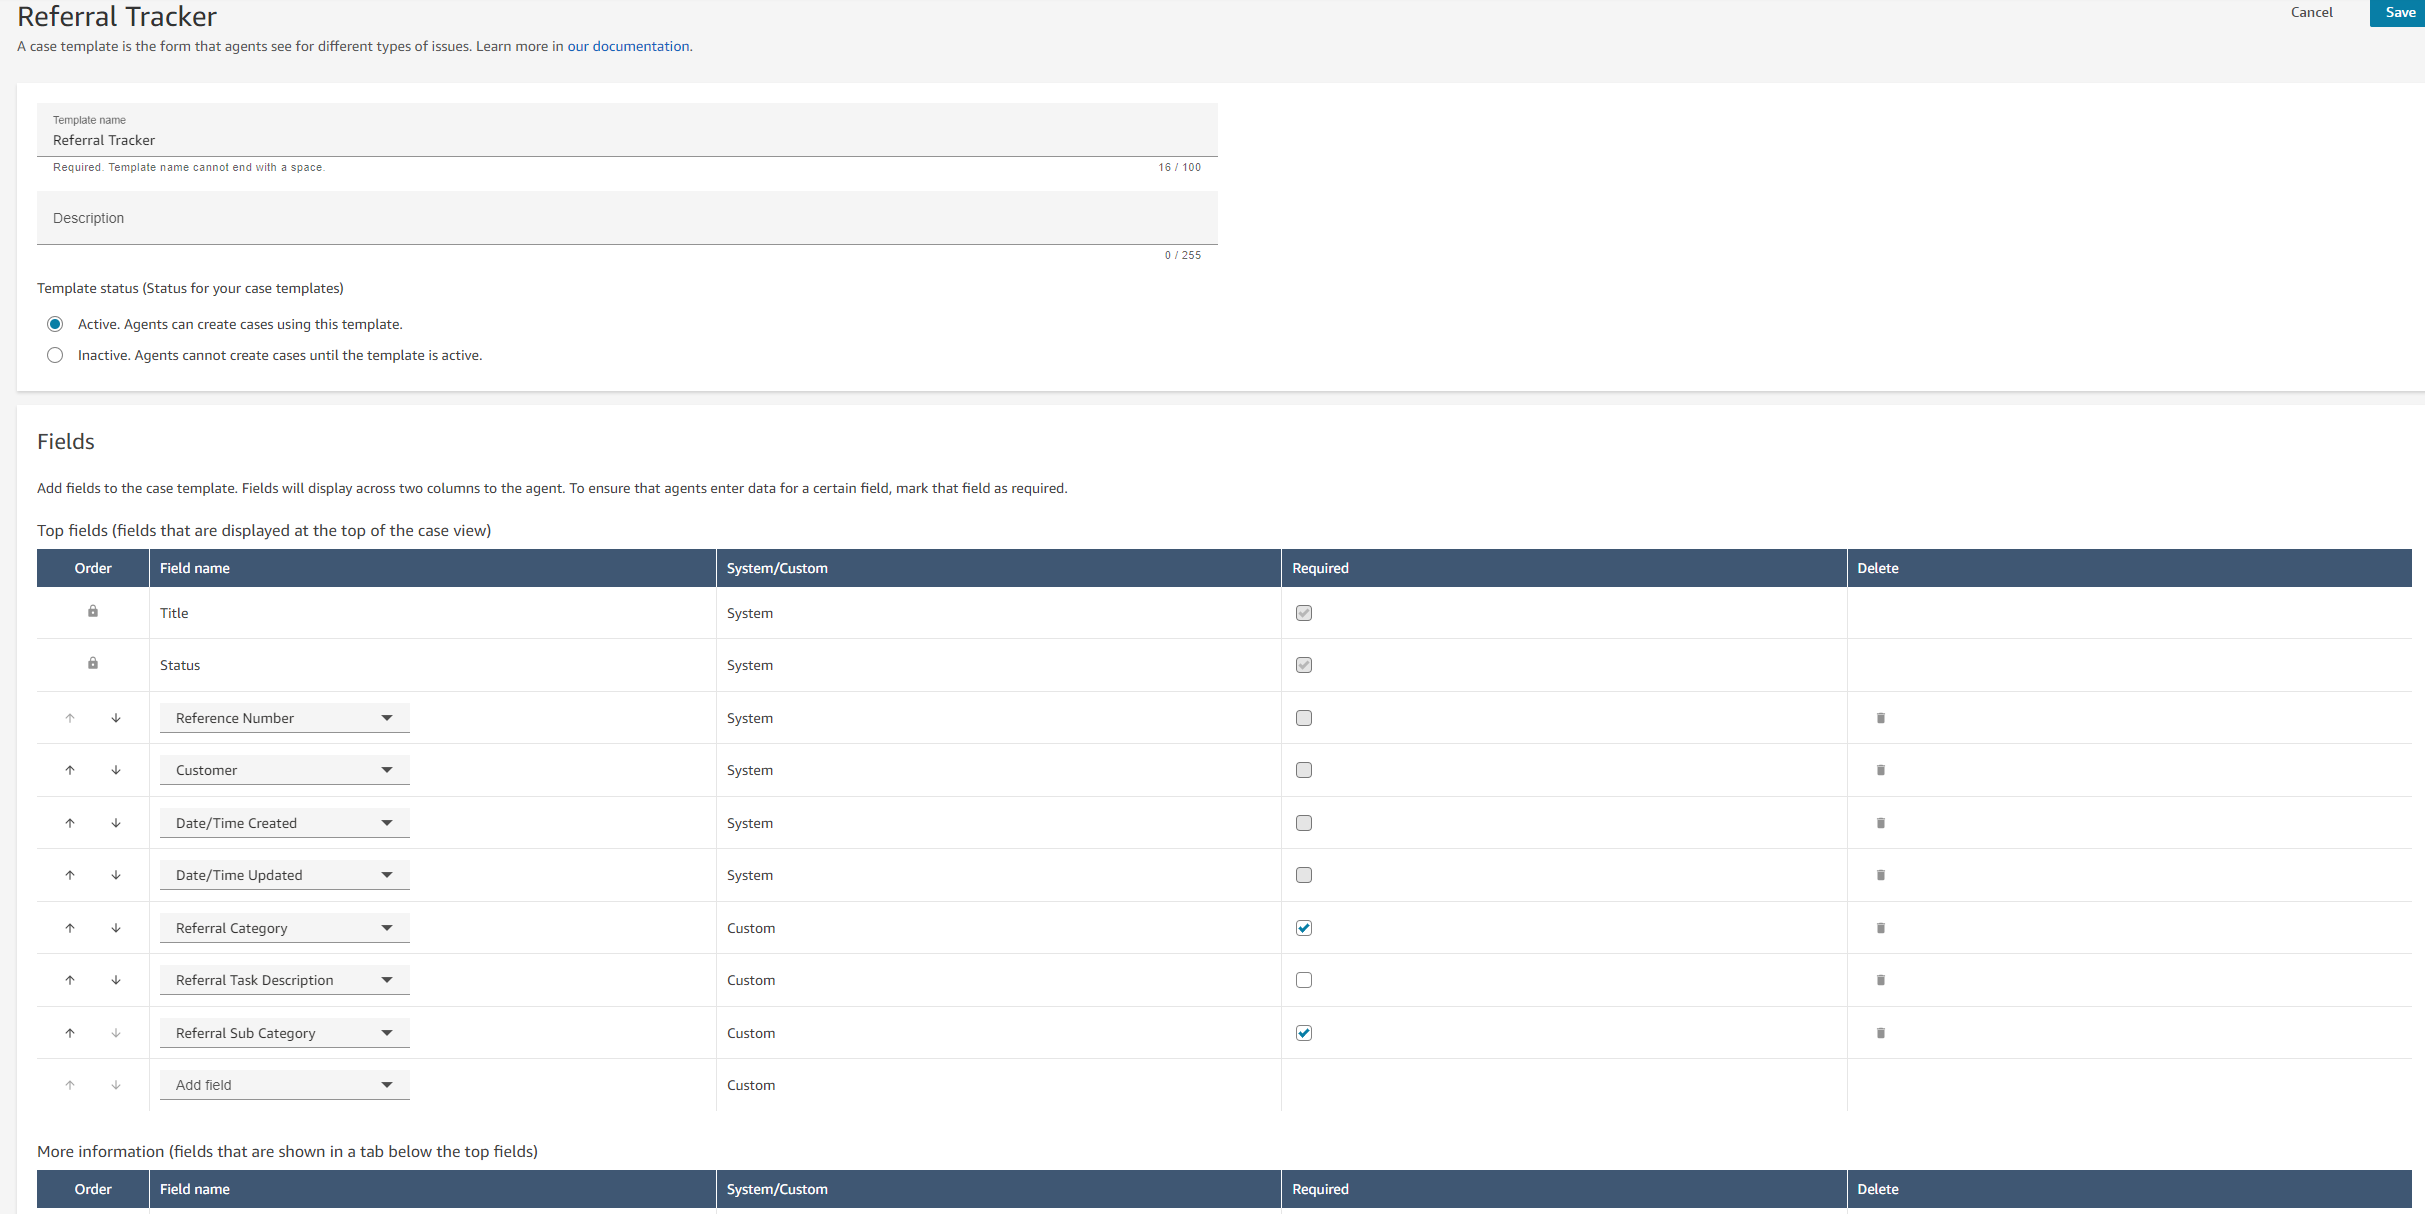 Referral Tracker
Cancel
Save
A case template is the form that agents see for different types of issues. Learn more in our documentation.
Template name
Referral Tracker
Required. Template name cannot end with a space.
16 / 100
Description
0 / 255
Template status (Status for your case templates)
Active. Agents can create cases using this template.
Inactive. Agents cannot create cases until the template is active.
Fields
Add fields to the case template. Fields will display across two columns to the agent. To ensure that agents enter data for a certain field, mark that field as required.
Top fields (fields that are displayed at the top of the case view)
Order Field name System/Custom Required Delete
Title System
Status System
Reference Number System
Customer System
Date/Time Created System
Date/Time Updated System
Referral Category Custom
Referral Task Description Custom
Referral Sub Category Custom
Add field Custom
More information (fields that are shown in a tab below the top fields)
Order Field name System/Custom Required Delete